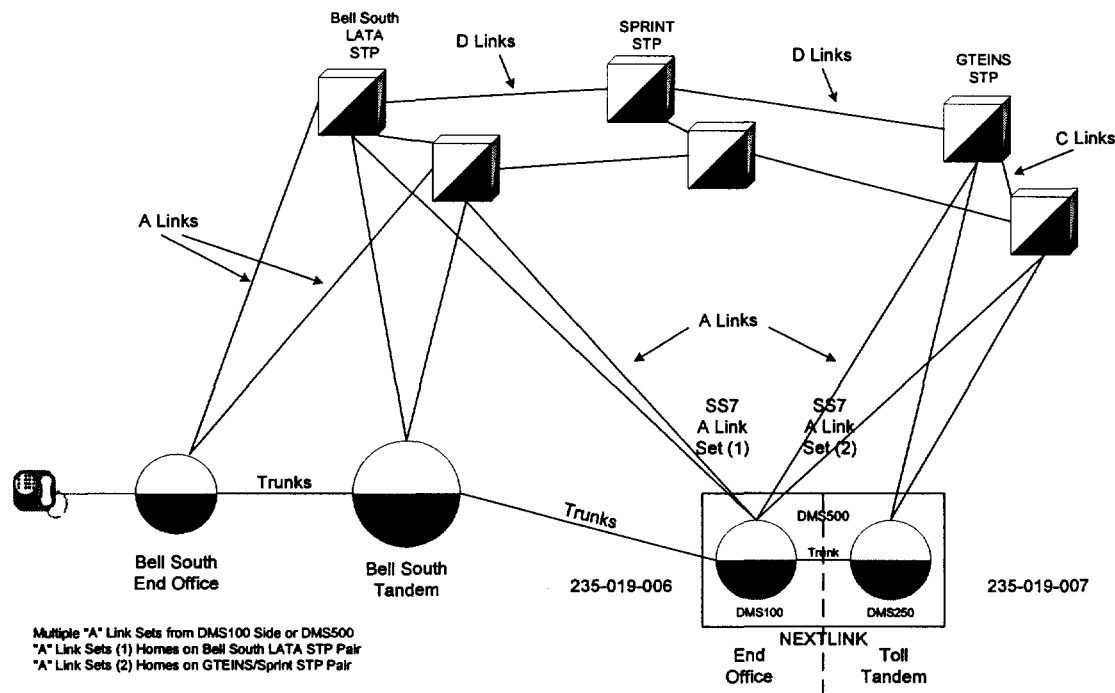 Bell South
LATA
STP
D Links
SPRINT
STP
D Links
GTEINS
STP
C Links
A Links
A Links
SS7
A Link
Set (1)
SS7
A Link
Set (2)
Trunks
Trunks
DMS500
Trunk
Bell South
End Office
Bell South
Tandem
235-019-006
DMS100
DMS250
235-019-007
NEXTLINK
End
Office
Toll
Tandem
Multiple "A" Link Sets from DMS100 Side or DMS500
"A" Link Sets (1) Homes on Bell South LATA STP Pair
"A" Link Sets (2) Homes on GTEINS/Sprint STP Pair